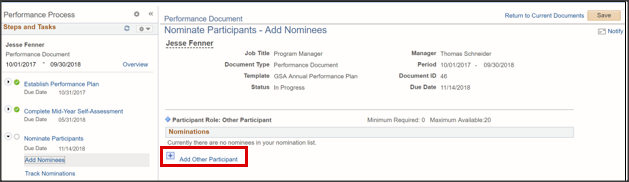 Performance Process
Steps and Tasks
Jesse Fenner
Performance Document
10/01/2017 - 09/30/2018 Overview
Establish Performance Plan
Due Date 10/31/2017
Complete Mid-Year Self-Assessment
Due Date 05/31/2018
Nominate Participants
Due Date 11/14/2018
Add Nominees
Track Nominations
Performance Document
Return to Current Documents Save
Nominate Participants - Add Nominees
Notify
Jesse Fenner
Job Title Program Manager Manager Thomas Schneider
Document Type Performance Document Period 10/01/2017 - 09/30/2018
Template GSA Annual Performance Plan Document ID 46
Status In Progress Due Date 11/14/2018
Participant Role: Other Participant Minimum Required: 0 Maximum Available:20
Nominations
Currently there are no nominees in your nomination list.
Add Other Participant